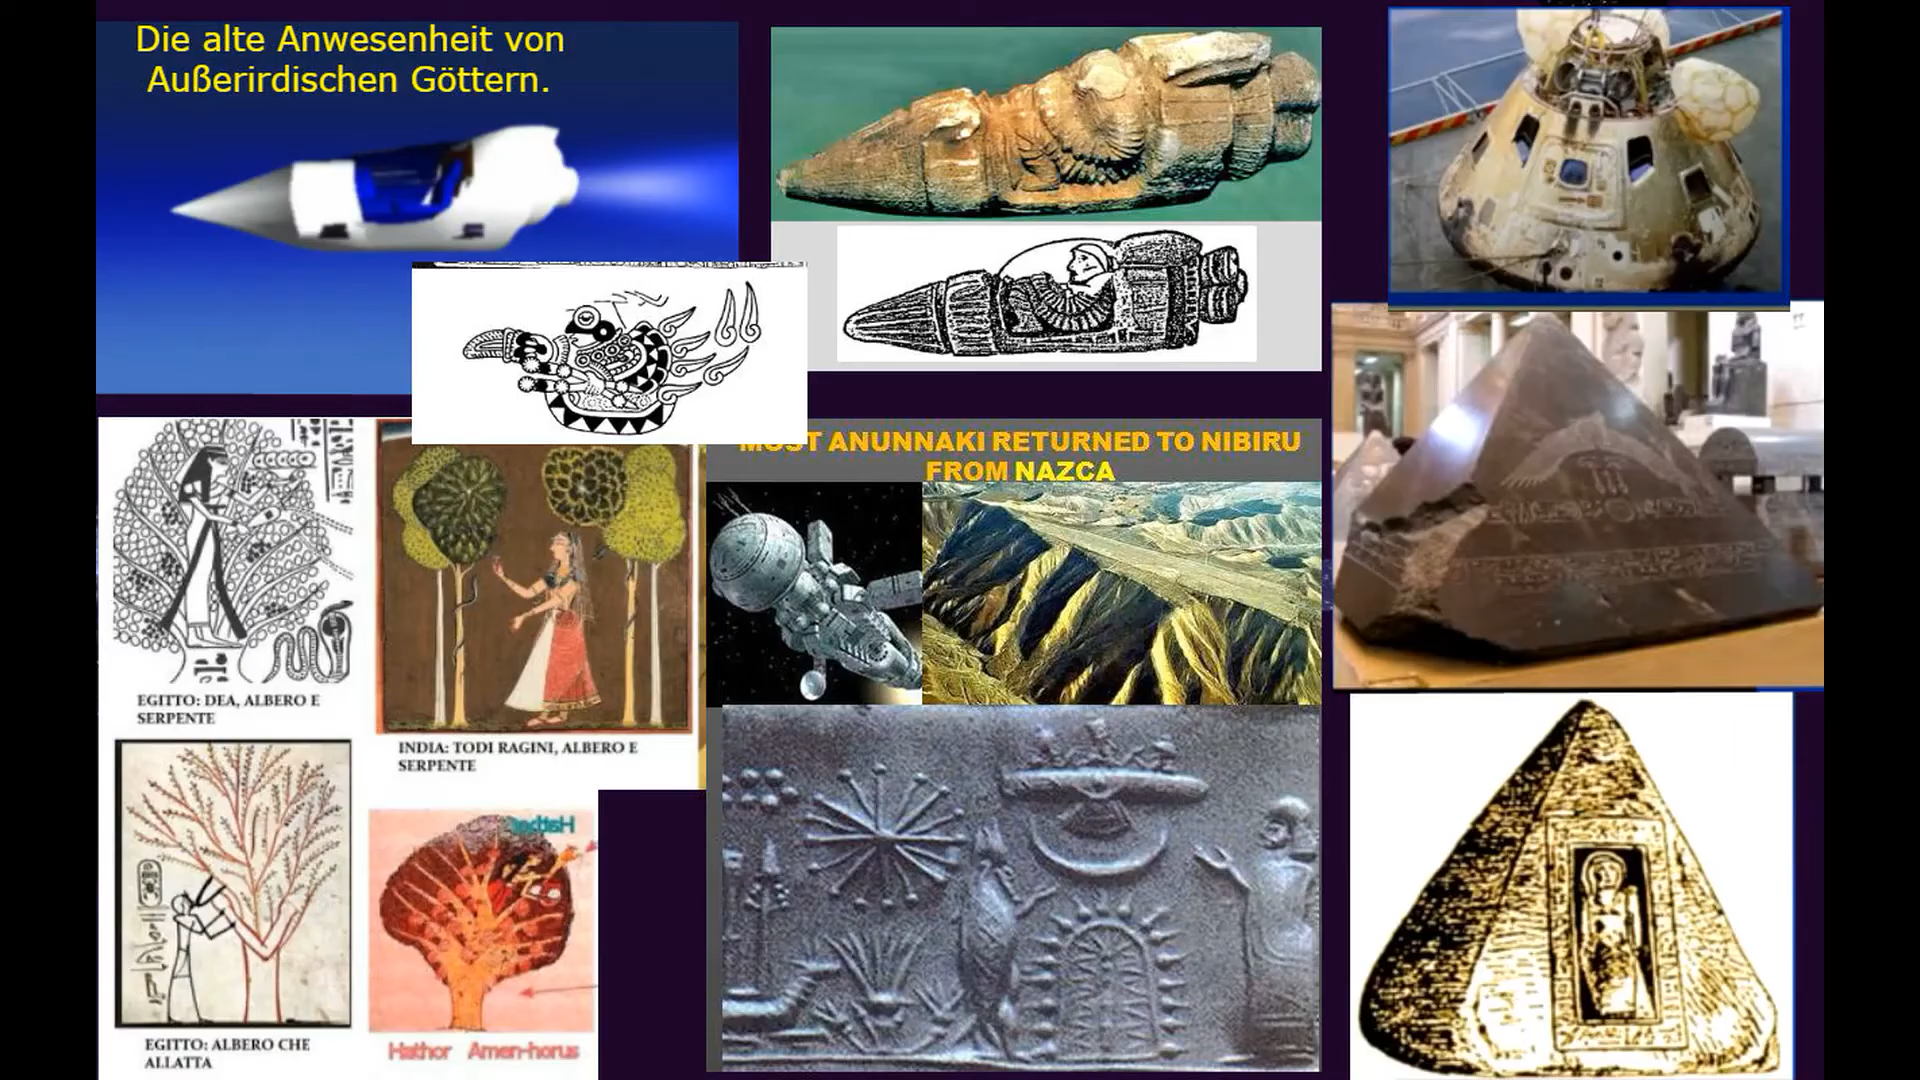 Die alte Anwesenheit von
Außerirdischen Göttern.
MOST ANUNNAKI RETURNED TO NIBIRU
FROM NAZCA
EGITTO: DEA, ALBERO E
SERPENTE
INDIA: TODI RAGINI, ALBERO E
SERPENTE
Hathor
EGITTO: ALBERO CHE
ALLATTA
Hathor Amen-horus